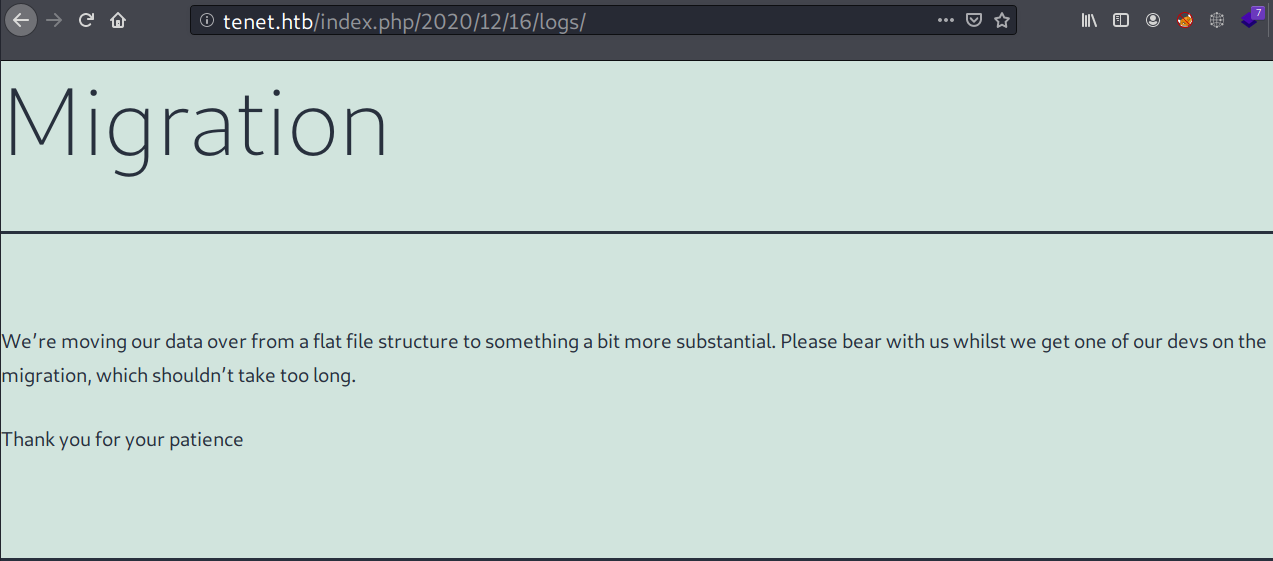 tenet.htb/index.php/2020/12/16/logs/
7
Migration
We’re moving our data over from a flat file structure to something a bit more substantial. Please bear with us whilst we get one of our devs on the
migration, which shouldn’t take too long.
Thank you for your patience